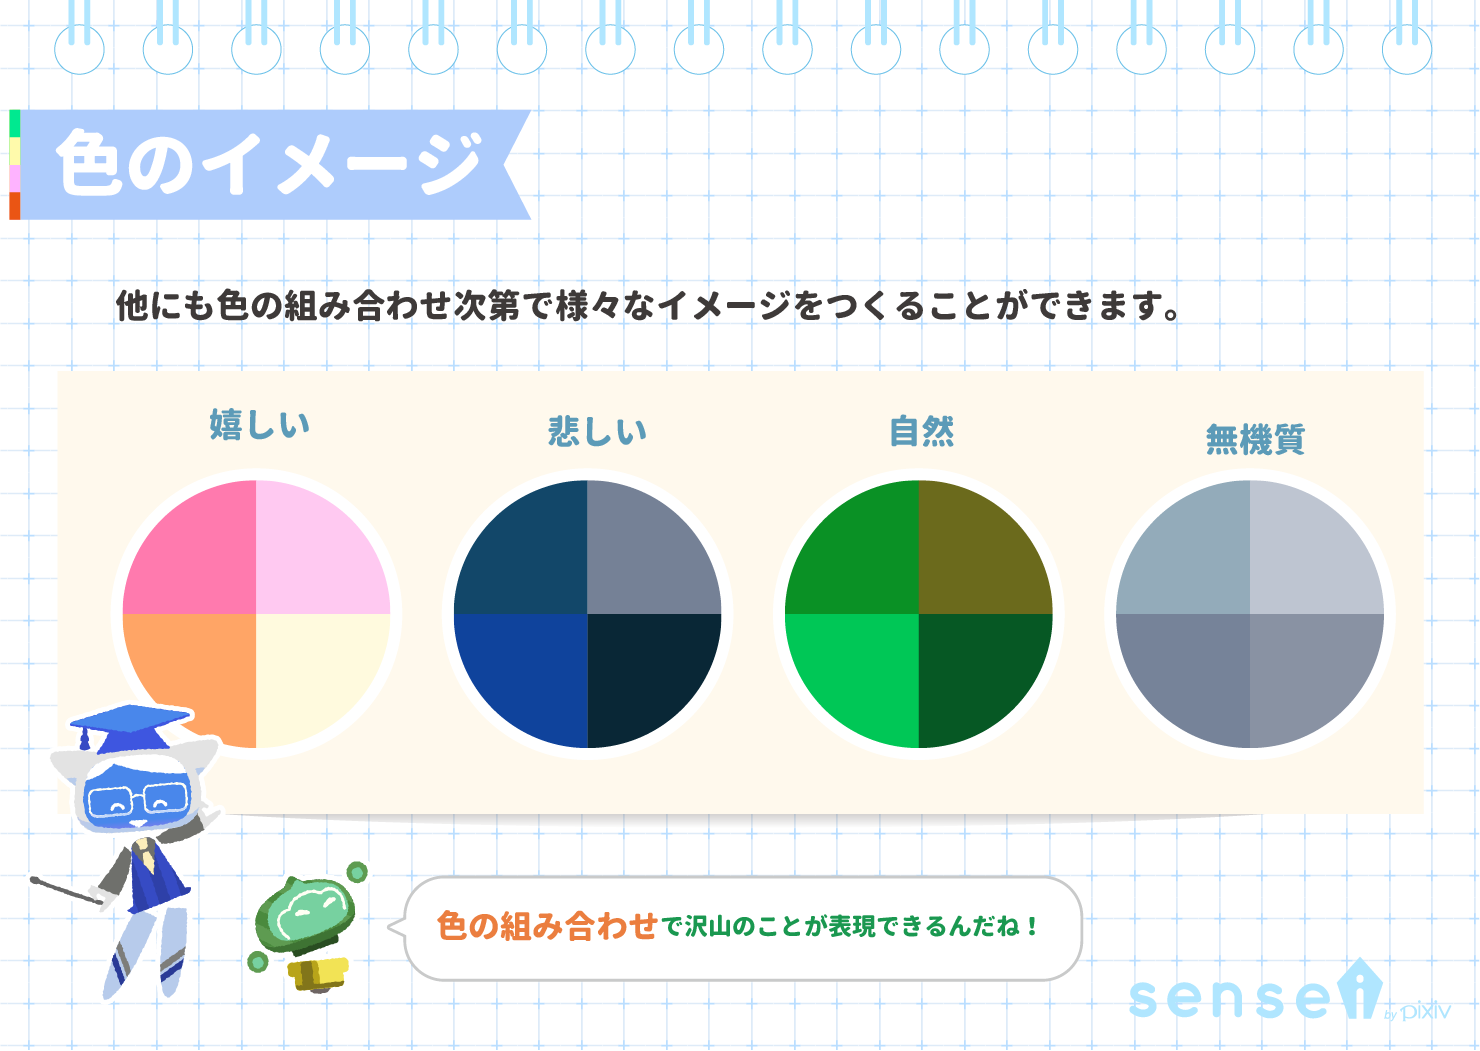 色のイメージ
他にも色の組み合わせ次第で様々なイメージをつくることができます。
嬉しい
悲しい
自然
無機質
色の組み合わせで沢山のことが表現できるんだね！
sensei by pixiv